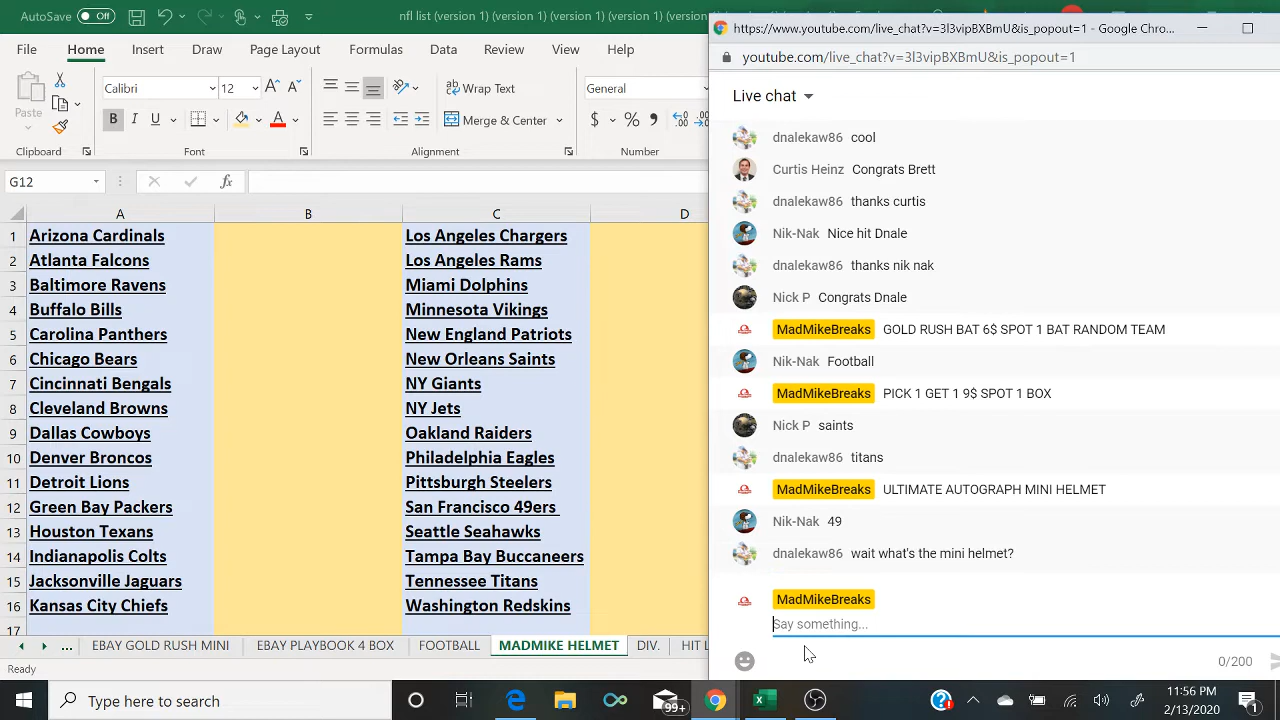 AutoSave Off nfl list (version 1) (version 1) (version 1) (version 1)
File Home Insert Draw Page Layout Formulas Data Review View Help
Paste
Clipboard
Calibri 12 A A
B I U A
Font
Wrap Text
Merge & Center
Alignment
General
$ % 9 .00
Number
G12 fx
A B C D
1 Arizona Cardinals Los Angeles Chargers
2 Atlanta Falcons Los Angeles Rams
3 Baltimore Ravens Miami Dolphins
4 Buffalo Bills Minnesota Vikings
5 Carolina Panthers New England Patriots
6 Chicago Bears New Orleans Saints
7 Cincinnati Bengals NY Giants
8 Cleveland Browns NY Jets
9 Dallas Cowboys Oakland Raiders
10 Denver Broncos Philadelphia Eagles
11 Detroit Lions Pittsburgh Steelers
12 Green Bay Packers San Francisco 49ers
13 Houston Texans Seattle Seahawks
14 Indianapolis Colts Tampa Bay Buccaneers
15 Jacksonville Jaguars Tennessee Titans
16 Kansas City Chiefs Washington Redskins
17
... EBAY GOLD RUSH MINI EBAY PLAYBOOK 4 BOX FOOTBALL MADMIKE HELMET DIV. HIT L
Ready
https://www.youtube.com/live_chat?v=3l3vipBXBmU&is_popout=1 - Google Chro...
youtube.com/live_chat?v=3l3vipBXBmU&is_popout=1
Live chat
dnalekaw86 cool
Curtis Heinz Congrats Brett
dnalekaw86 thanks curtis
Nik-Nak Nice hit Dnale
dnalekaw86 thanks nik nak
Nick P Congrats Dnale
MadMikeBreaks GOLD RUSH BAT 6$ SPOT 1 BAT RANDOM TEAM
Nik-Nak Football
MadMikeBreaks PICK 1 GET 1 9$ SPOT 1 BOX
Nick P saints
dnalekaw86 titans
MadMikeBreaks ULTIMATE AUTOGRAPH MINI HELMET
Nik-Nak 49
dnalekaw86 wait what's the mini helmet?
MadMikeBreaks
Say something...
0/200
Type here to search
99+
11:56 PM
2/13/2020
1